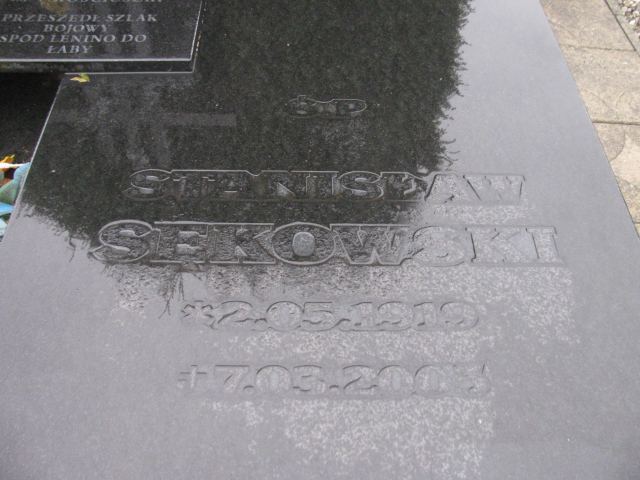 PRZESZEDŁ SZLAK
BOJOWY
SPOD LENINO DO
ŁABY
ŚP
STANISŁAW
SEKOWSKI
*2.05.1919